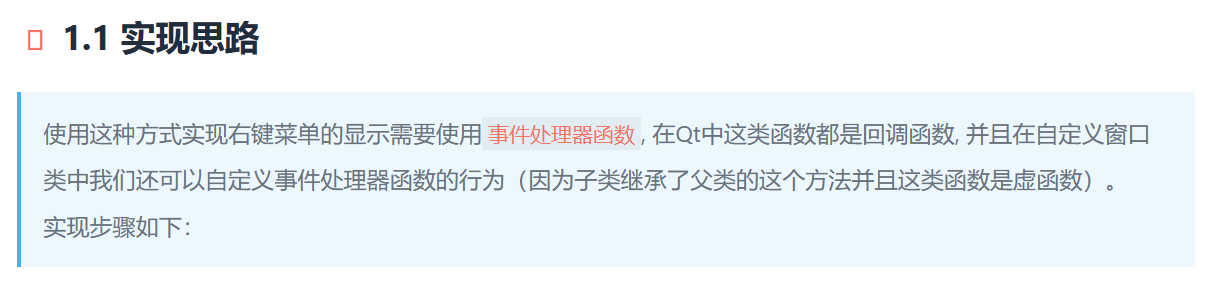 1.1 实现思路
使用这种方式实现右键菜单的显示需要使用事件处理器函数, 在Qt中这类函数都是回调函数, 并且在自定义窗口
类中我们还可以自定义事件处理器函数的行为（因为子类继承了父类的这个方法并且这类函数是虚函数）。
实现步骤如下：